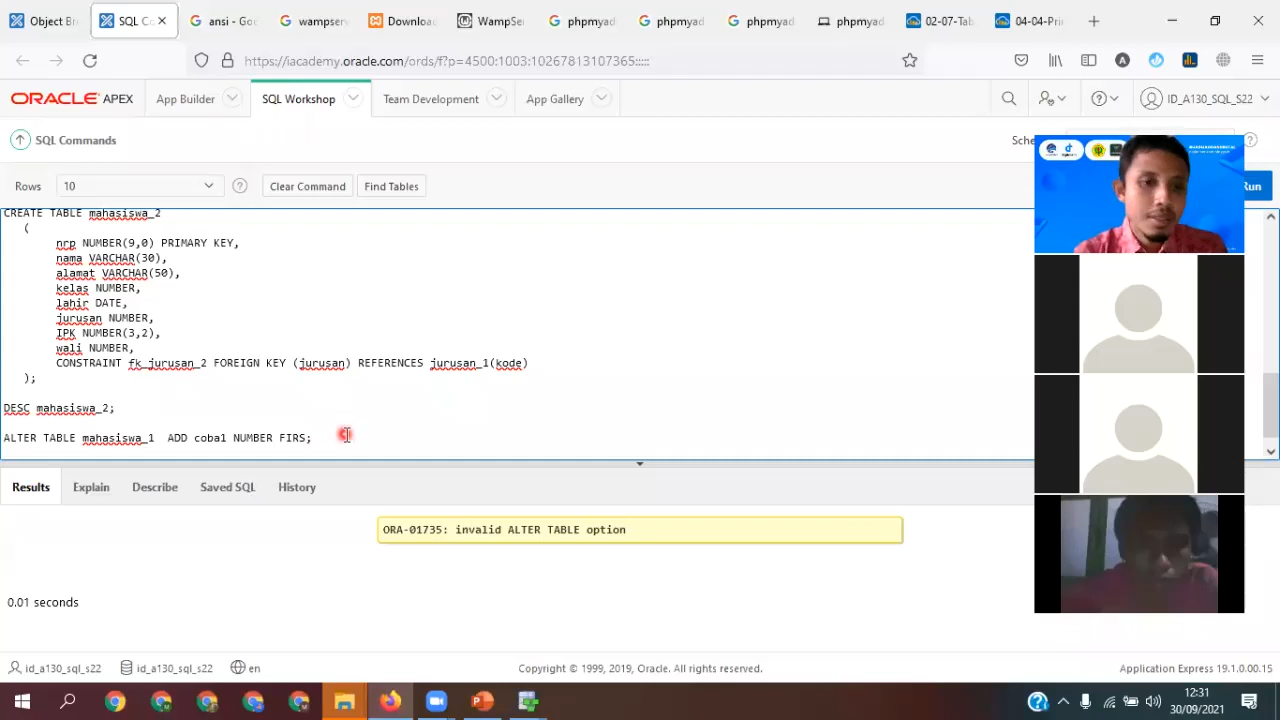 Object Bro
SQL Co
ansi - Goo
wampserv
Downloa
WampSer
phpmyad
phpmyad
phpmyad
phpmyad
02-07-Tab
04-04-Pri
https://iacademy.oracle.com/ords/f?p=4500:1003:10267813107365:::::
ORACLE APEX
App Builder
SQL Workshop
Team Development
App Gallery
ID_A130_SQL_S22
SQL Commands
Sche
Rows
10
Clear Command
Find Tables
Run
CREATE TABLE mahasiswa_2
(
nrp NUMBER(9,0) PRIMARY KEY,
nama VARCHAR(30),
alamat VARCHAR(50),
kelas NUMBER,
lahir DATE,
jurusan NUMBER,
IPK NUMBER(3,2),
wali NUMBER,
CONSTRAINT fk_jurusan_2 FOREIGN KEY (jurusan) REFERENCES jurusan_1(kode)
);
DESC mahasiswa_2;
ALTER TABLE mahasiswa_1  ADD coba1 NUMBER FIRS;
Results
Explain
Describe
Saved SQL
History
ORA-01735: invalid ALTER TABLE option
0.01 seconds
id_a130_sql_s22
id_a130_sql_s22
en
Copyright © 1999, 2019, Oracle. All rights reserved.
Application Express 19.1.0.00.15
12:31
30/09/2021